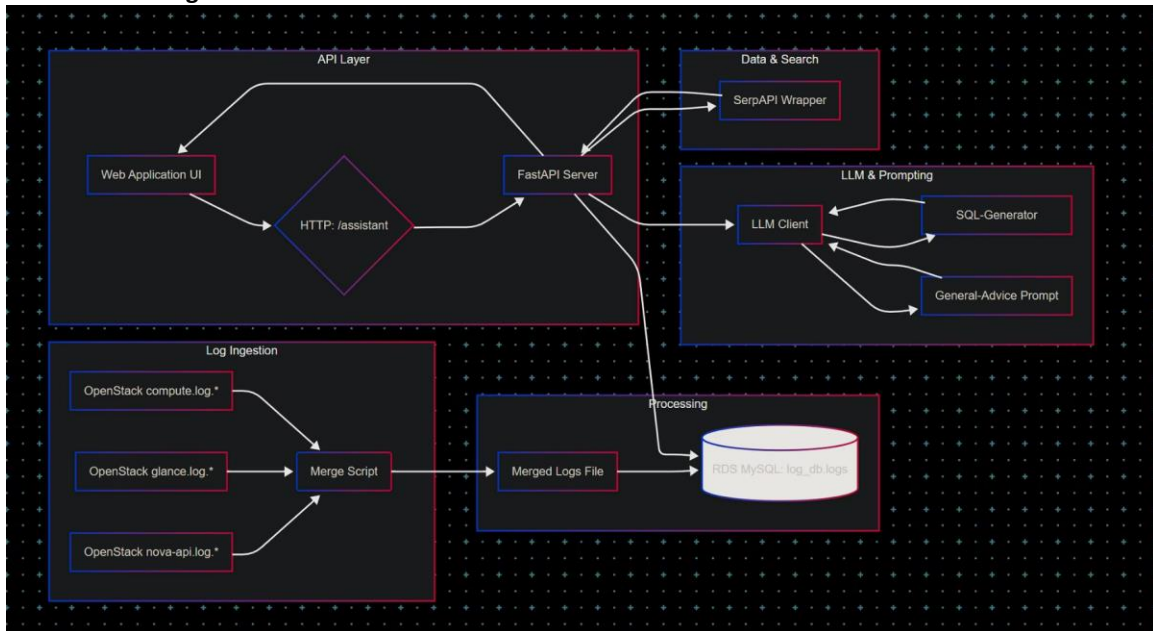 API Layer
Web Application UI
HTTP: /assistant
FastAPI Server
Data & Search
SerpAPI Wrapper
LLM & Prompting
LLM Client
SQL-Generator
General-Advice Prompt
Log Ingestion
OpenStack compute.log.*
OpenStack glance.log.*
OpenStack nova-api.log.*
Merge Script
Processing
Merged Logs File
RDS MySQL: log_db.logs